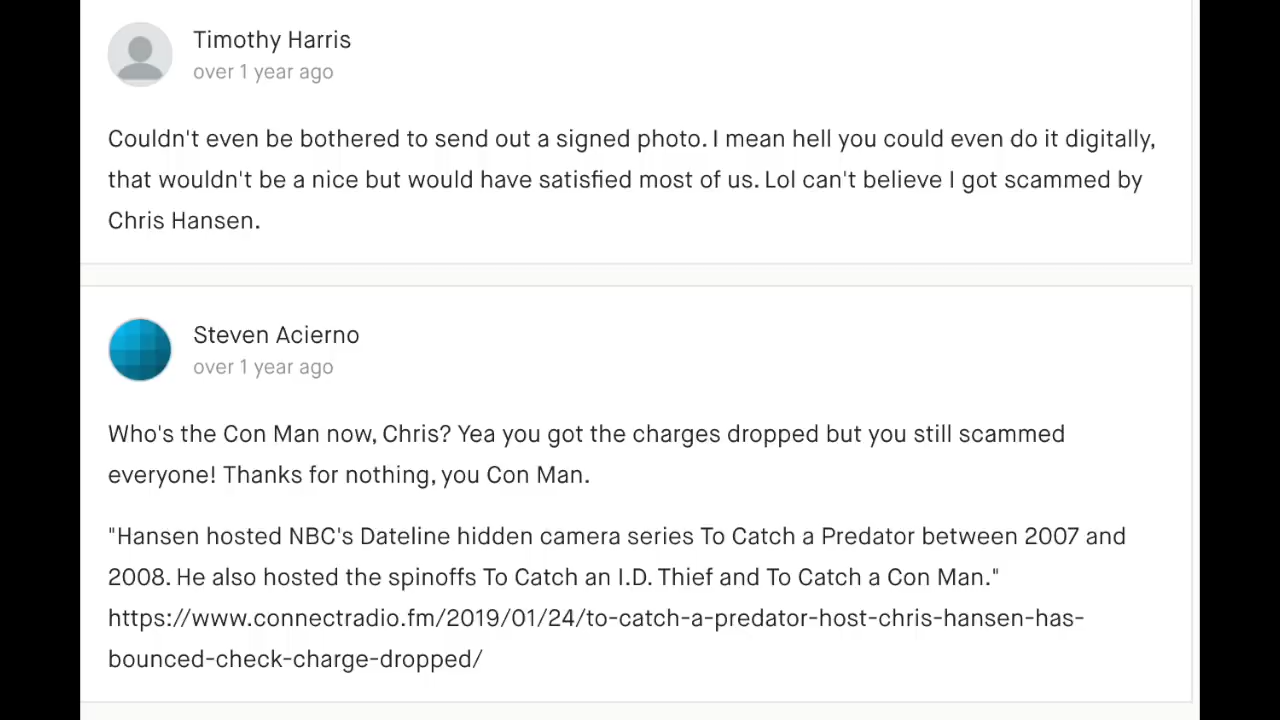 Timothy Harris
over 1 year ago
Couldn't even be bothered to send out a signed photo. I mean hell you could even do it digitally,
that wouldn't be a nice but would have satisfied most of us. Lol can't believe I got scammed by
Chris Hansen.
Steven Acierno
over 1 year ago
Who's the Con Man now, Chris? Yea you got the charges dropped but you still scammed
everyone! Thanks for nothing, you Con Man.
"Hansen hosted NBC's Dateline hidden camera series To Catch a Predator between 2007 and
2008. He also hosted the spinoffs To Catch an I.D. Thief and To Catch a Con Man."
https://www.connectradio.fm/2019/01/24/to-catch-a-predator-host-chris-hansen-has-
bounced-check-charge-dropped/